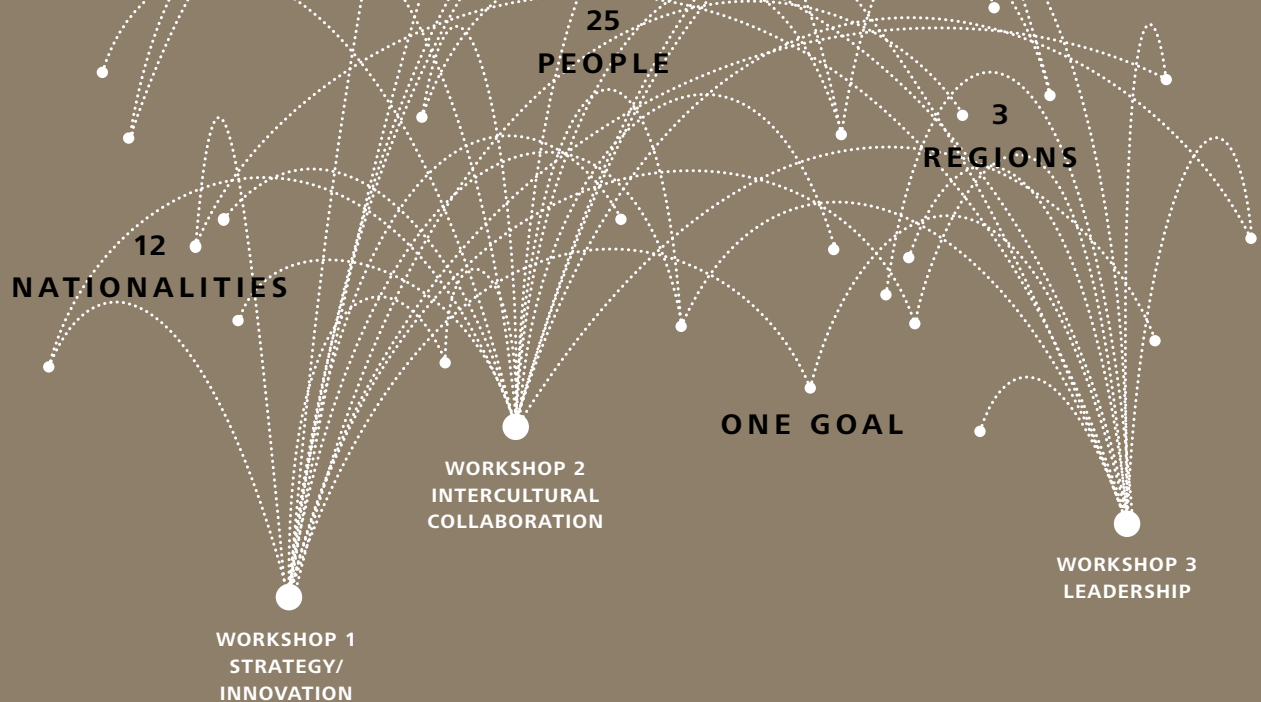 25
PEOPLE
3
REGIONS
12
NATIONALITIES
ONE GOAL
WORKSHOP 2
INTERCULTURAL
COLLABORATION
WORKSHOP 3
LEADERSHIP
WORKSHOP 1
STRATEGY/
INNOVATION